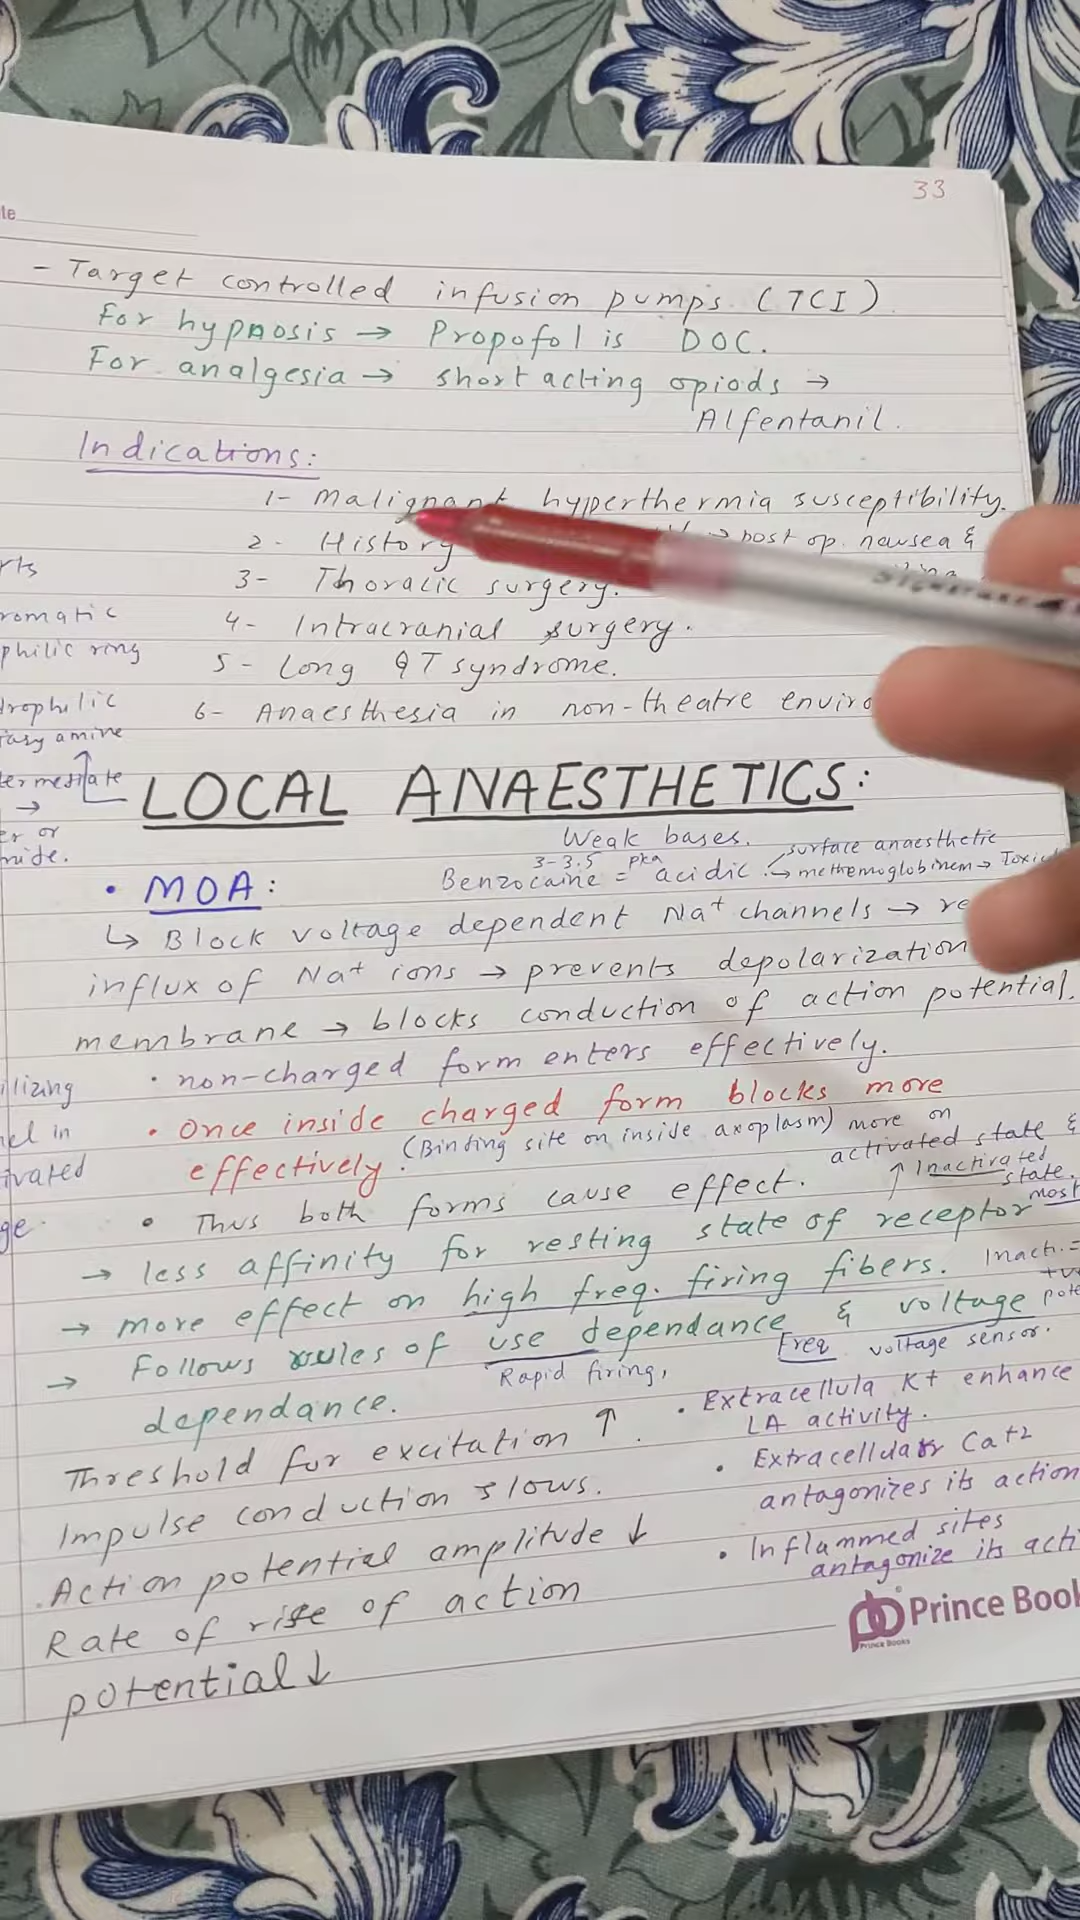 33
- Target controlled infusion pumps (TCI)
For hypnosis → Propofol is DOC.
For analgesia → short acting opiods →
Alfentanil.
Indications:
1- Malignant hyperthermia susceptibility.
2- History → post op. nausea &
3- Thoracic surgery.
4- Intracranial surgery.
5- Long QT syndrome.
6- Anaesthesia in non-theatre
romatic
philic ring
LOCAL ANAESTHETICS:
Weak bases.
3-3.5 pka surface anaesthetic
Benzocaine = acidic → methemoglobinem →
• MOA:
↳ Block voltage dependent Na+ channels →
influx of Na+ ions → prevents depolarization
membrane → blocks conduction of action potential.
• non-charged form enters effectively.
• Once inside charged form blocks more
effectively. (Binding site on inside axoplasm) more on
activated state &
↑ Inactivated
state.
• Thus both forms cause effect.
→ less affinity for resting state of receptor most
→ more effect on high freq. firing fibers. Inact. =
→ Follows rules of use dependance & voltage
Rapid firing, Freq voltage sensor.
dependance.
Threshold for excitation ↑.
Impulse conduction slows.
Action potential amplitude ↓
Rate of rise of action
potential ↓
• Extracellula K+ enhance
LA activity.
• Extracellular Ca+2
antagonizes its action
• Inflammed sites
antagonize its acti
Prince Book
Prince Books